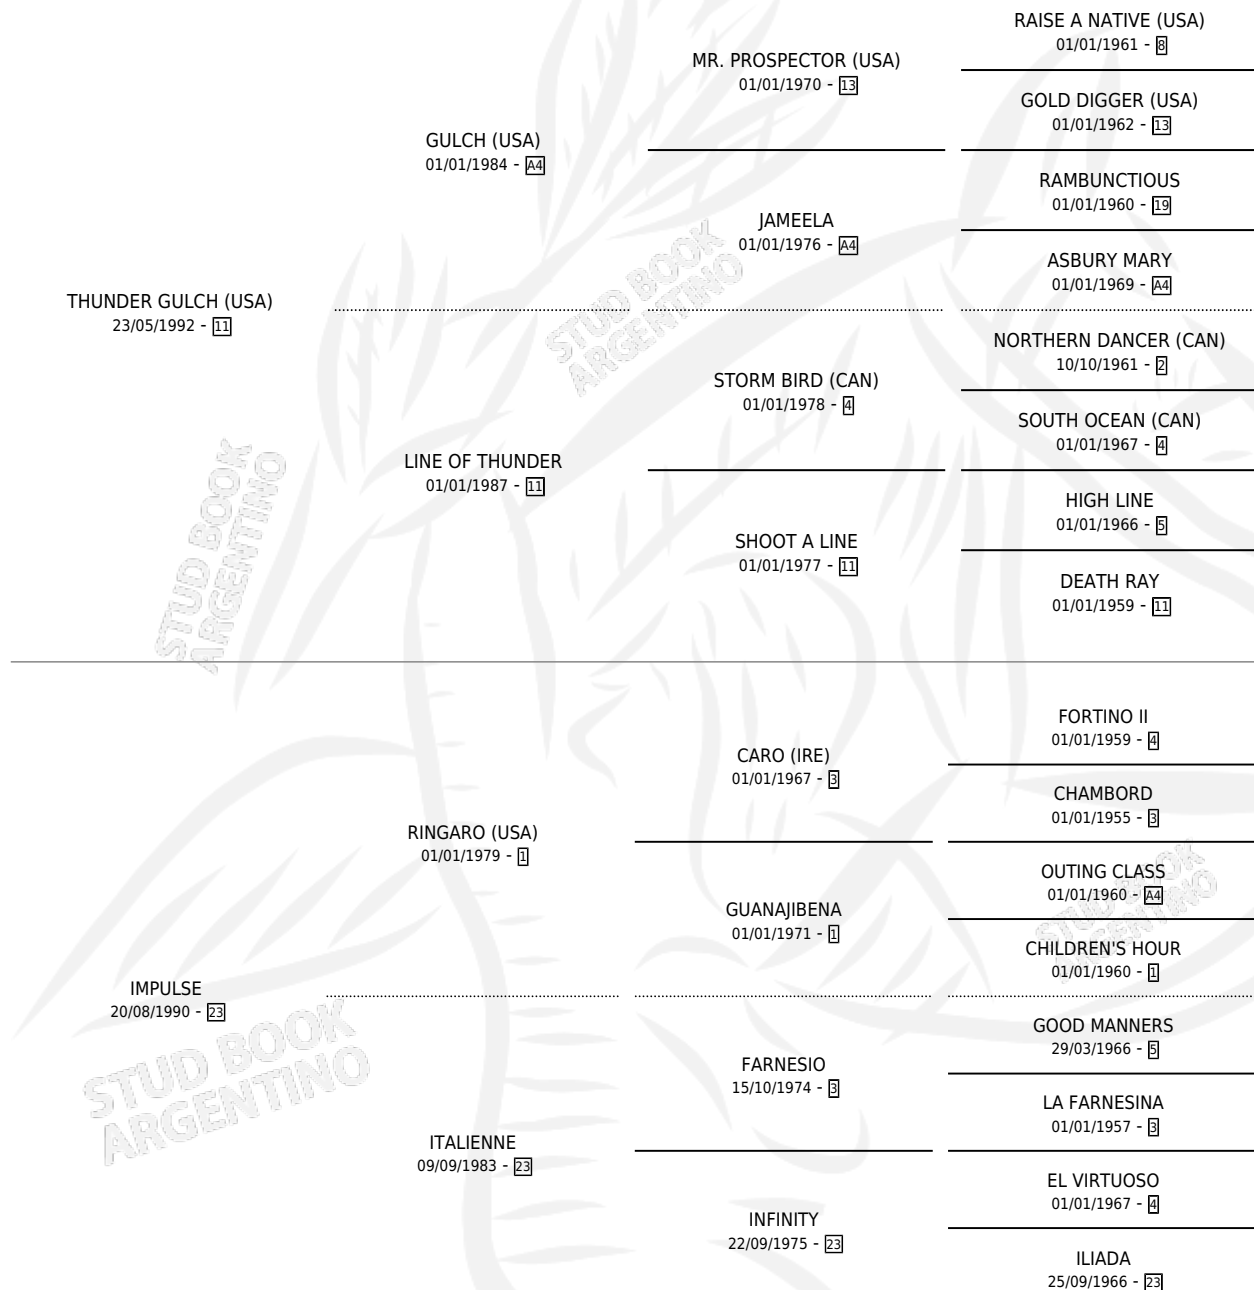 RAISE A NATIVE (USA)
01/01/1961 - 8
MR. PROSPECTOR (USA)
01/01/1970 - 13
GOLD DIGGER (USA)
01/01/1962 - 13
GULCH (USA)
01/01/1984 - A4
RAMBUNCTIOUS
01/01/1960 - 19
JAMEELA
01/01/1976 - A4
ASBURY MARY
01/01/1969 - A4
THUNDER GULCH (USA)
23/05/1992 - 11
NORTHERN DANCER (CAN)
10/10/1961 - 2
STORM BIRD (CAN)
01/01/1978 - 4
SOUTH OCEAN (CAN)
01/01/1967 - 4
LINE OF THUNDER
01/01/1987 - 11
HIGH LINE
01/01/1966 - 5
SHOOT A LINE
01/01/1977 - 11
DEATH RAY
01/01/1959 - 11
FORTINO II
01/01/1959 - 4
CARO (IRE)
01/01/1967 - 3
CHAMBORD
01/01/1955 - 3
RINGARO (USA)
01/01/1979 - 1
OUTING CLASS
01/01/1960 - A4
GUANAJIBENA
01/01/1971 - 1
CHILDREN'S HOUR
01/01/1960 - 1
IMPULSE
20/08/1990 - 23
GOOD MANNERS
29/03/1966 - 5
FARNESIO
15/10/1974 - 3
LA FARNESINA
01/01/1957 - 3
ITALIENNE
09/09/1983 - 23
EL VIRTUOSO
01/01/1967 - 4
INFINITY
22/09/1975 - 23
ILIADA
25/09/1966 - 23
STUD BOOK
ARGENTINO
STUD BOOK
ARGENTINO
STUD BOOK
ARGENTINO
STUD BOOK
ARGENTINO